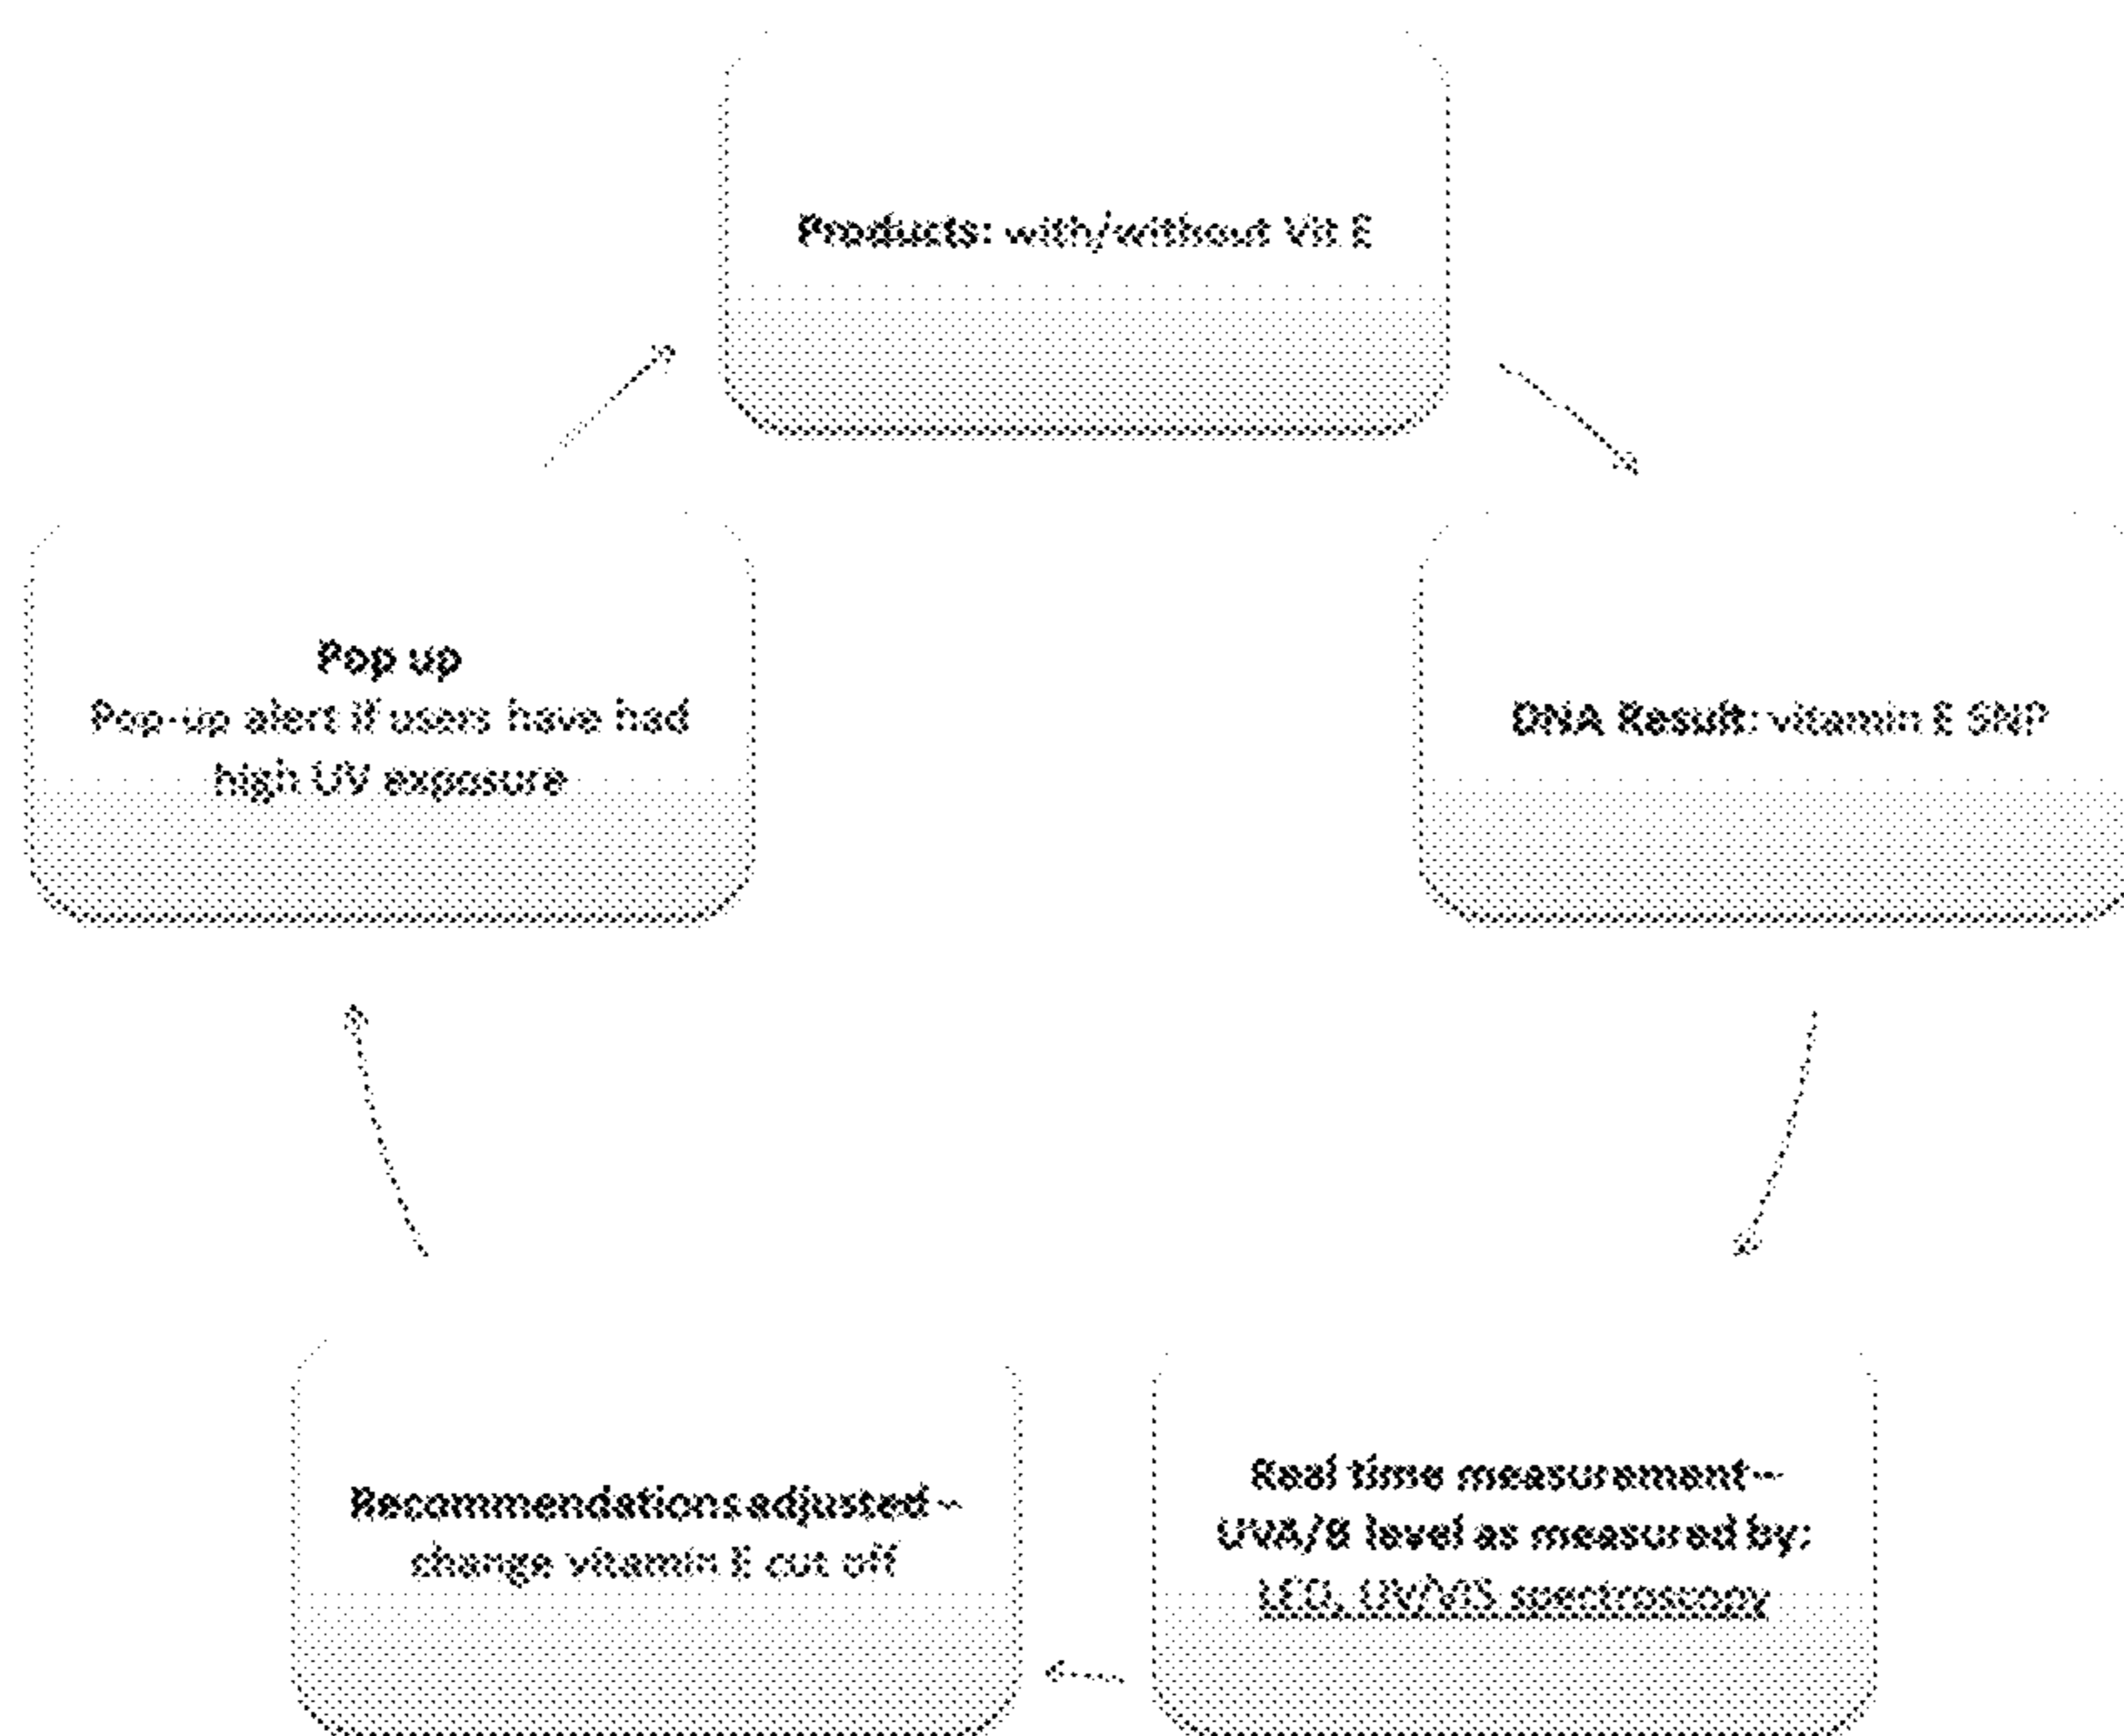 Products: with/without Vit E
Pop up
Pop-up alert if users have had
high UV exposure
DNA Result: vitamin E SNP
Recommendations adjusted –
change vitamin E cut off
Real time measurement –
UVA/B level as measured by:
LED, UV/VIS spectroscopy